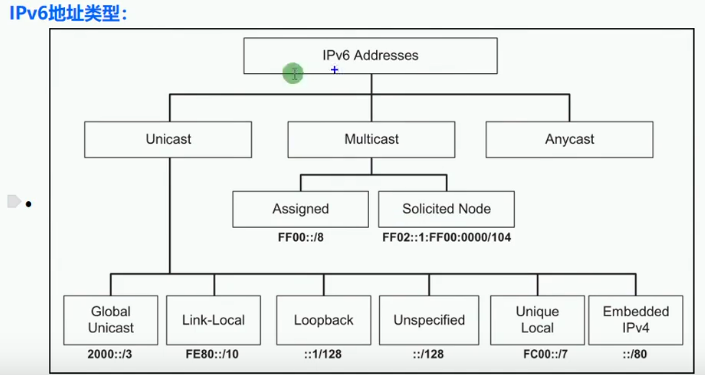 IPv6地址类型：
IPv6 Addresses
Unicast
Multicast
Anycast
Assigned
Solicited Node
FF00::/8
FF02::1:FF00:0000/104
Global
Unicast
Link-Local
Loopback
Unspecified
Unique
Local
Embedded
IPv4
2000::/3
FE80::/10
::1/128
::/128
FC00::/7
::/80